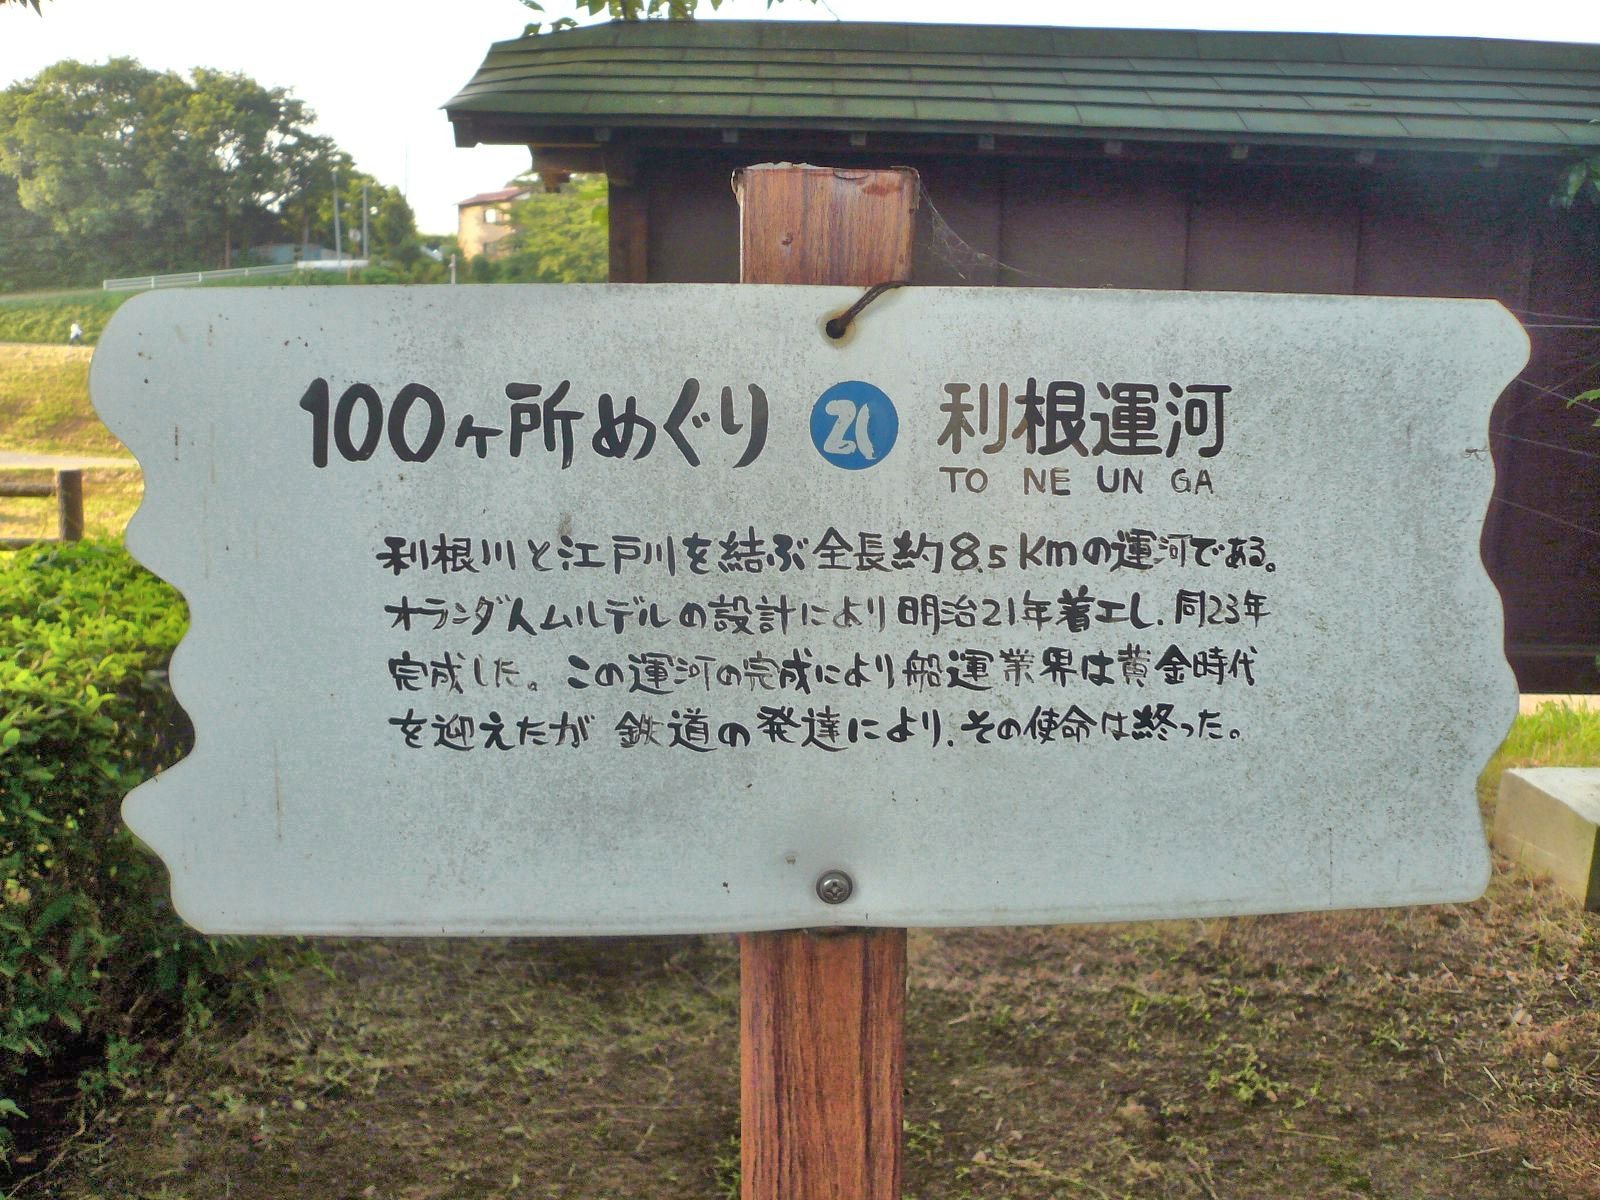 100ヶ所めぐり 21 利根運河
TO NE UN GA
利根川と江戸川を結ぶ全長約8.5Kmの運河である。
オランダ人ムルデルの設計により明治21年着工し、同23年
完成した。この運河の完成により船運業界は黄金時代
を迎えたが 鉄道の発達により、その使命は終った。